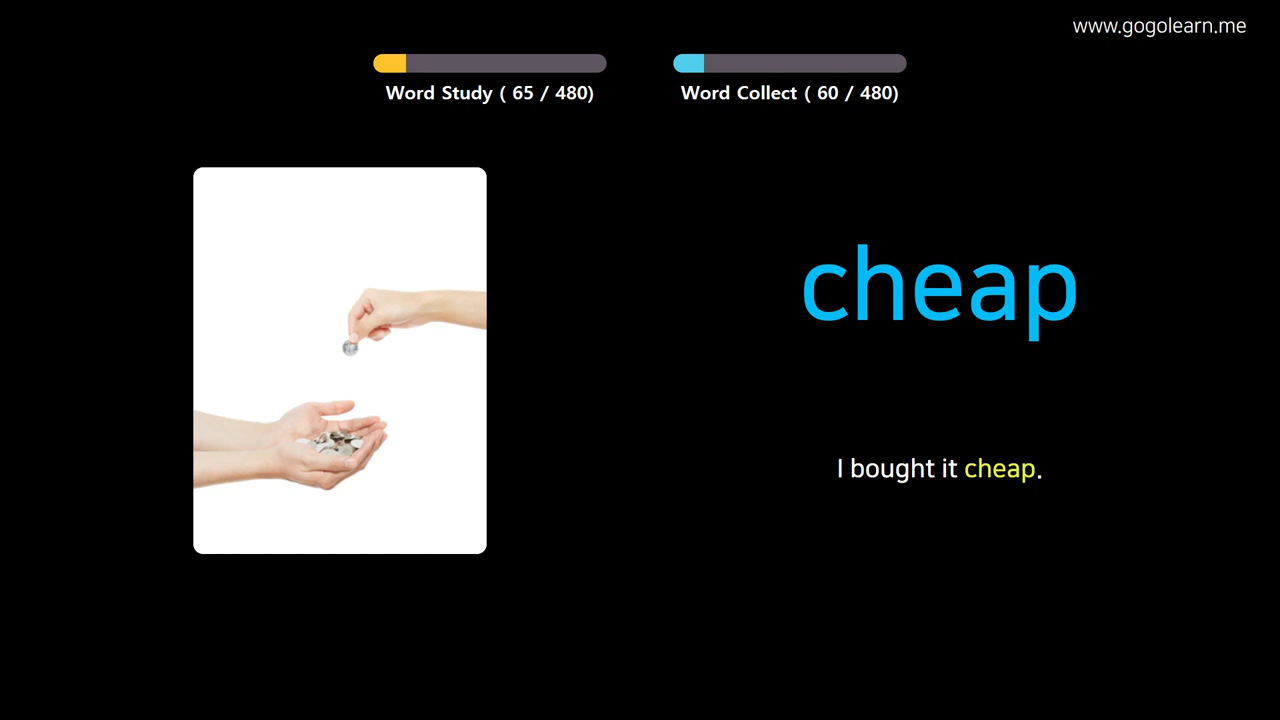 www.gogolearn.me
Word Study ( 65 / 480)
Word Collect ( 60 / 480)
cheap
I bought it cheap.